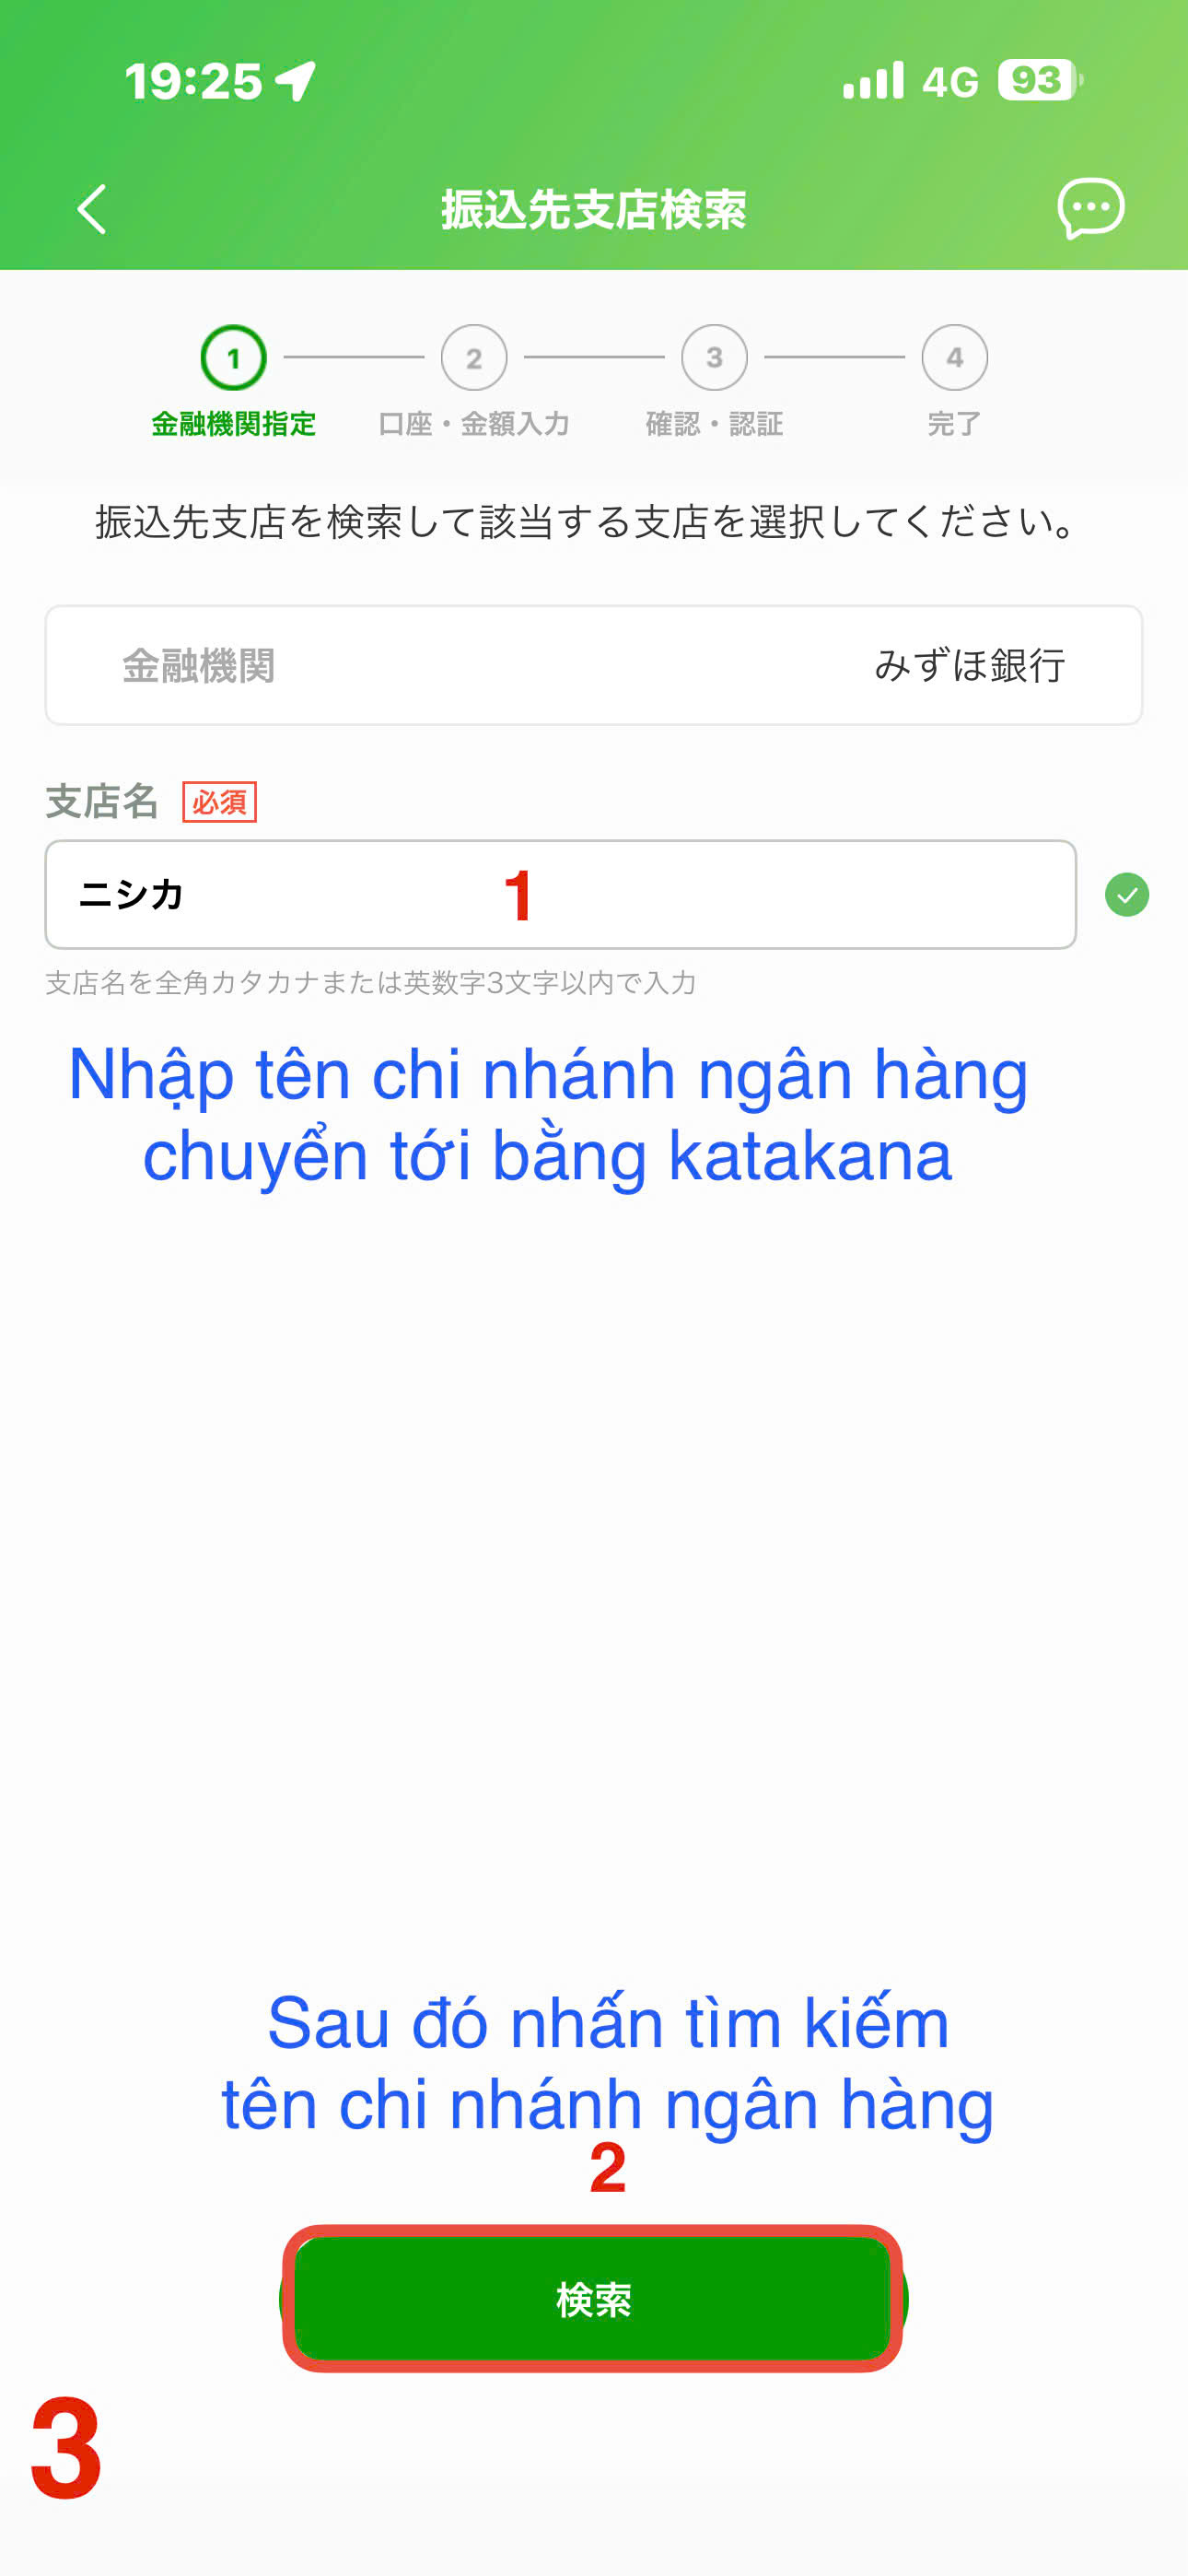 19:25 4G 93
振込先支店検索
1 2 3 4
金融機関指定 口座・金額入力 確認・認証 完了
振込先支店を検索して該当する支店を選択してください。
金融機関 みずほ銀行
支店名 必須
ニシカ 1
支店名を全角カタカナまたは英数字3文字以内で入力
Nhập tên chi nhánh ngân hàng
chuyển tới bằng katakana
Sau đó nhấn tìm kiếm
tên chi nhánh ngân hàng
2
検索
3